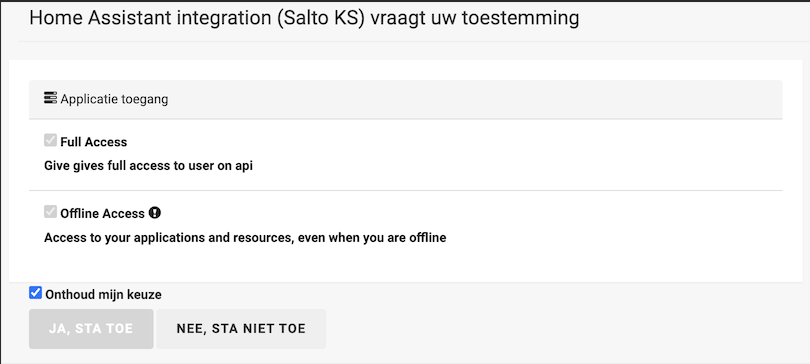 Home Assistant integration (Salto KS) vraagt uw toestemming
Applicatie toegang
Full Access
Give gives full access to user on api
Offline Access
Access to your applications and resources, even when you are offline
Onthoud mijn keuze
JA, STA TOE
NEE, STA NIET TOE